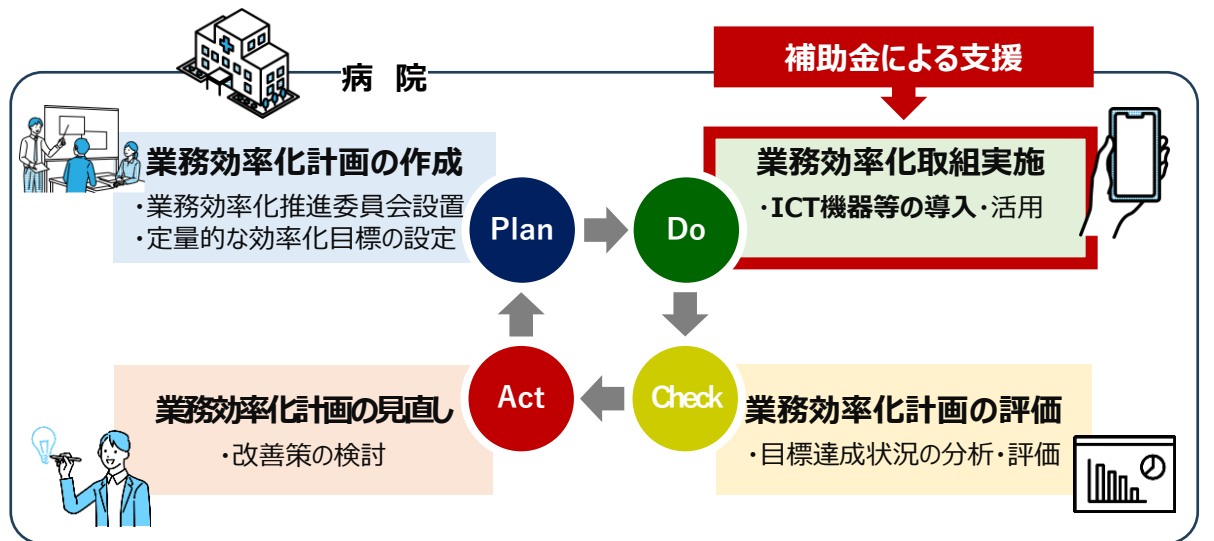 病 院
補助金による支援
業務効率化計画の作成
・業務効率化推進委員会設置
・定量的な効率化目標の設定
Plan
Do
業務効率化取組実施
・ICT機器等の導入・活用
業務効率化計画の見直し
・改善策の検討
Act
Check
業務効率化計画の評価
・目標達成状況の分析・評価